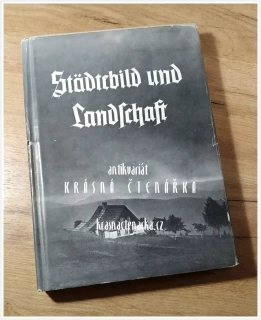 Städtebild und
Landschaft
antikvariát
KRÁSNÁ ČTENÁŘKA
krasnactenarka.cz